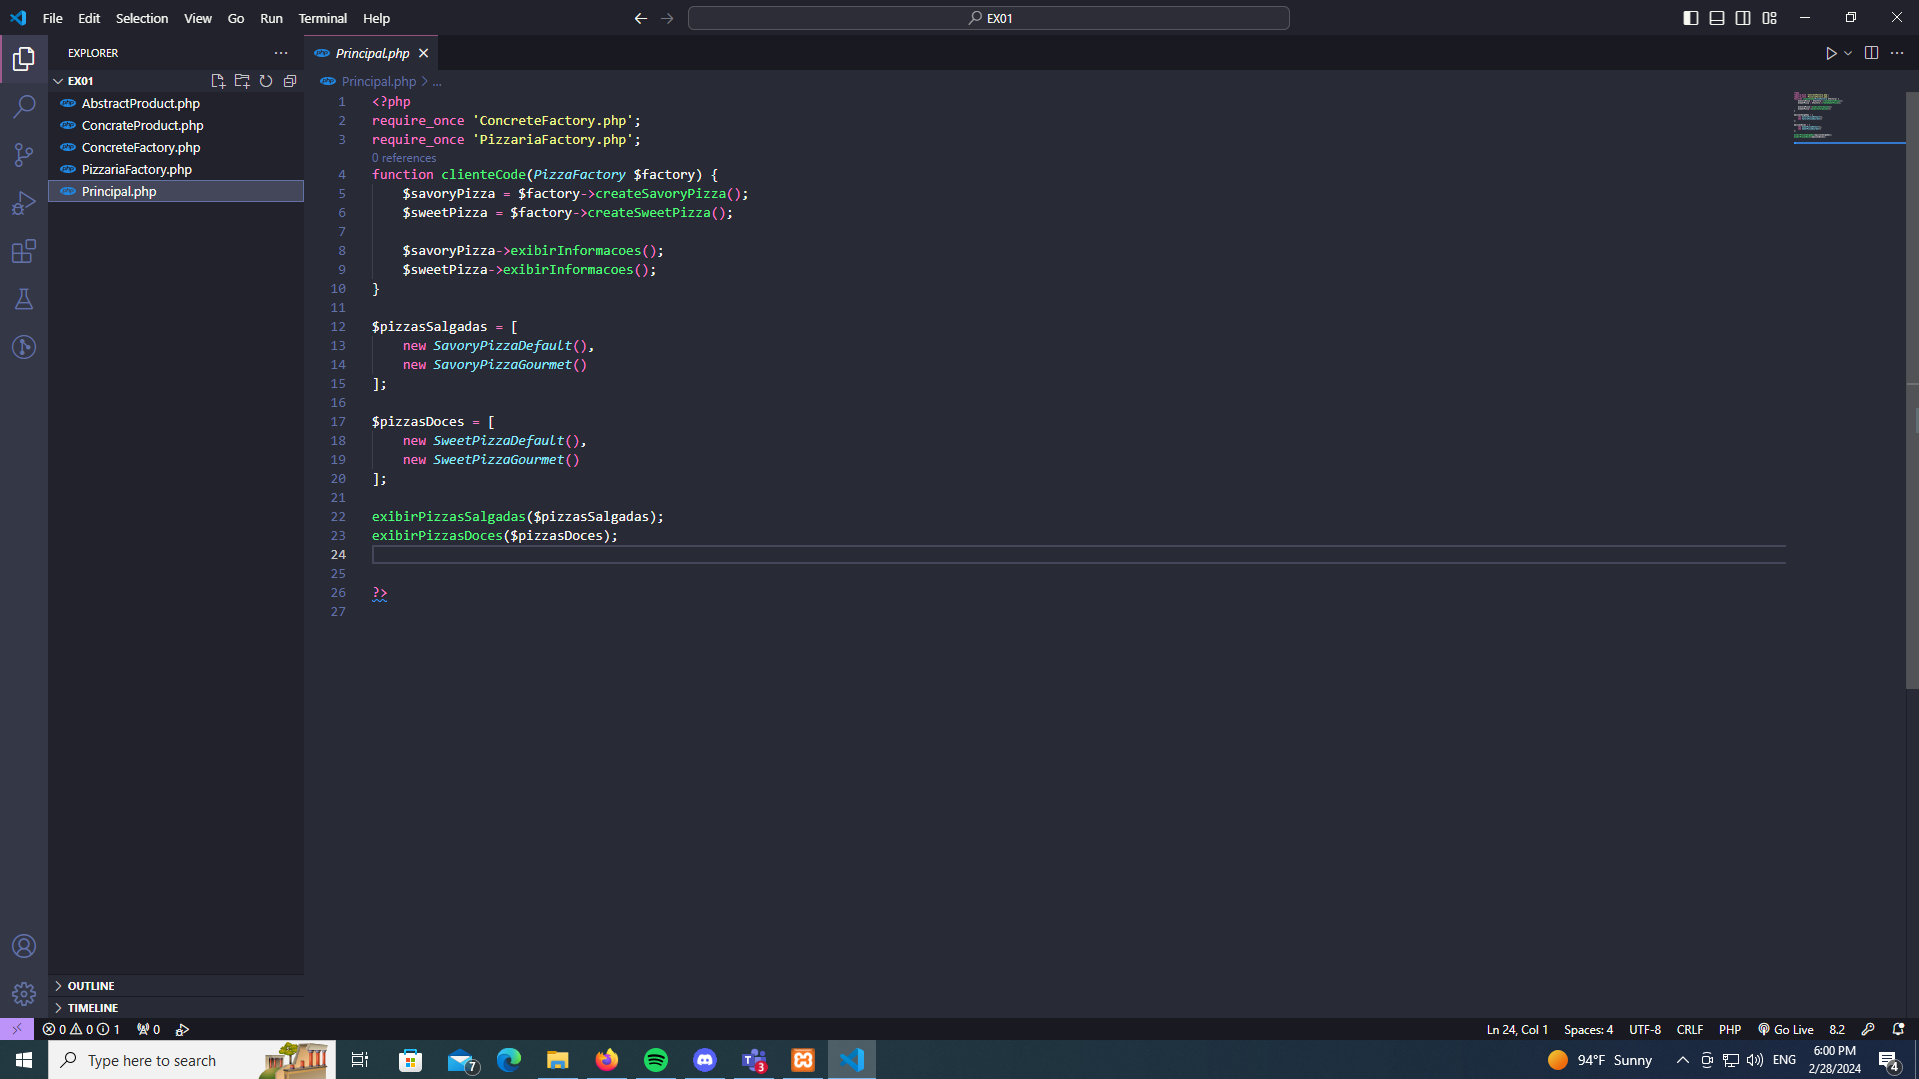 File Edit Selection View Go Run Terminal Help
EX01
EXPLORER
Principal.php
EX01
Principal.php > ...
AbstractProduct.php
ConcrateProduct.php
ConcreteFactory.php
PizzariaFactory.php
Principal.php
1 <?php
2 require_once 'ConcreteFactory.php';
3 require_once 'PizzariaFactory.php';
0 references
4 function clienteCode(PizzaFactory $factory) {
5 $savoryPizza = $factory->createSavoryPizza();
6 $sweetPizza = $factory->createSweetPizza();
7
8 $savoryPizza->exibirInformacoes();
9 $sweetPizza->exibirInformacoes();
10 }
11
12 $pizzasSalgadas = [
13 new SavoryPizzaDefault(),
14 new SavoryPizzaGourmet()
15 ];
16
17 $pizzasDoces = [
18 new SweetPizzaDefault(),
19 new SweetPizzaGourmet()
20 ];
21
22 exibirPizzasSalgadas($pizzasSalgadas);
23 exibirPizzasDoces($pizzasDoces);
24
25
26 ?>
27
OUTLINE
TIMELINE
0 0 1 0 Ln 24, Col 1 Spaces: 4 UTF-8 CRLF PHP Go Live 8.2
Type here to search
7
3
94°F Sunny
ENG
6:00 PM
2/28/2024
4